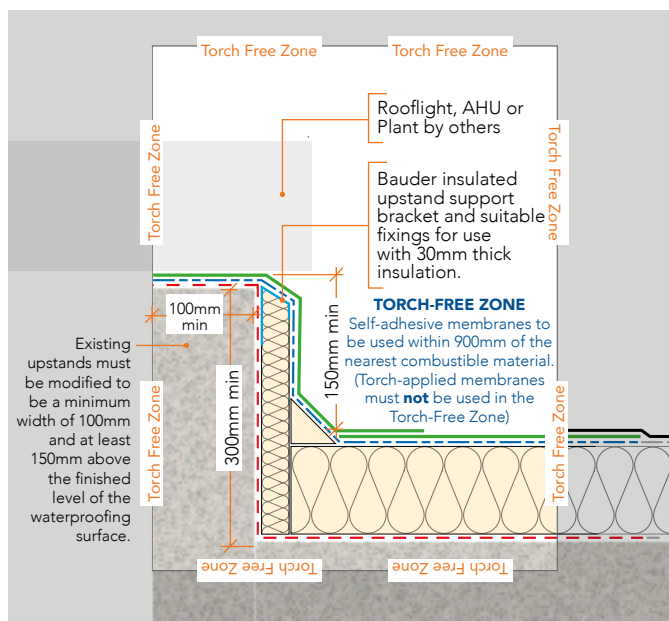 Torch Free Zone
Torch Free Zone
Torch Free Zone
Torch Free Zone
Rooflight, AHU or
Plant by others
Bauder insulated
upstand support
bracket and suitable
fixings for use
with 30mm thick
insulation.
100mm
min
150mm min
300mm min
TORCH-FREE ZONE
Self-adhesive membranes to
be used within 900mm of the
nearest combustible material.
(Torch-applied membranes
must not be used in the
Torch-Free Zone)
Existing
upstands must
be modified to
be a minimum
width of 100mm
and at least
150mm above
the finished
level of the
waterproofing
surface.
Torch Free Zone
Torch Free Zone
Torch Free Zone
Torch Free Zone